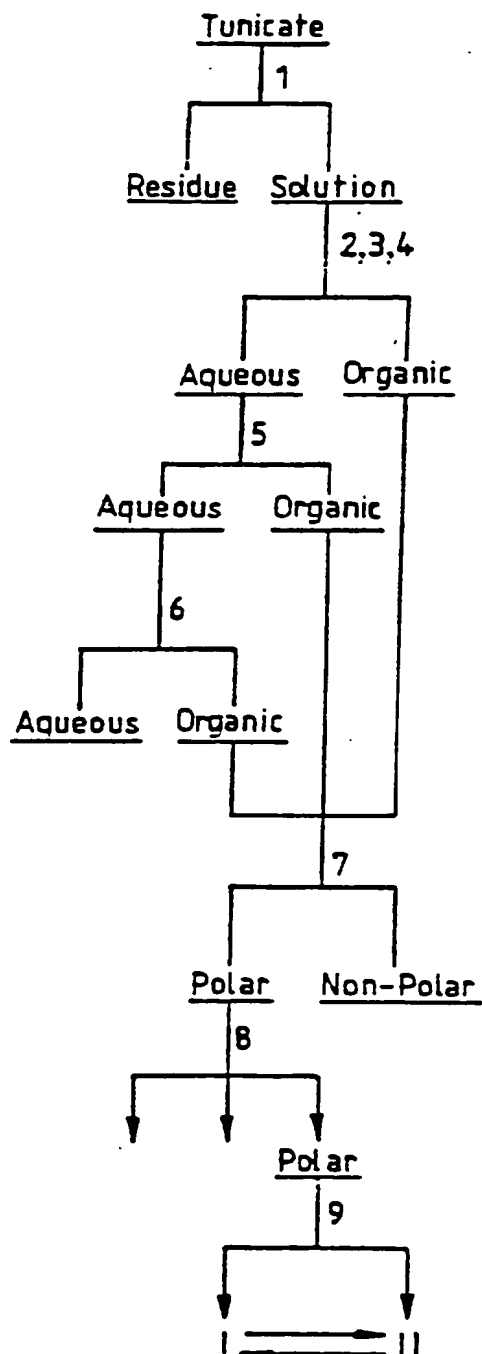 Tunicate
1
Residue Solution
2,3,4
Aqueous Organic
5
Aqueous Organic
6
Aqueous Organic
7
Polar Non-Polar
8
Polar
9
I II